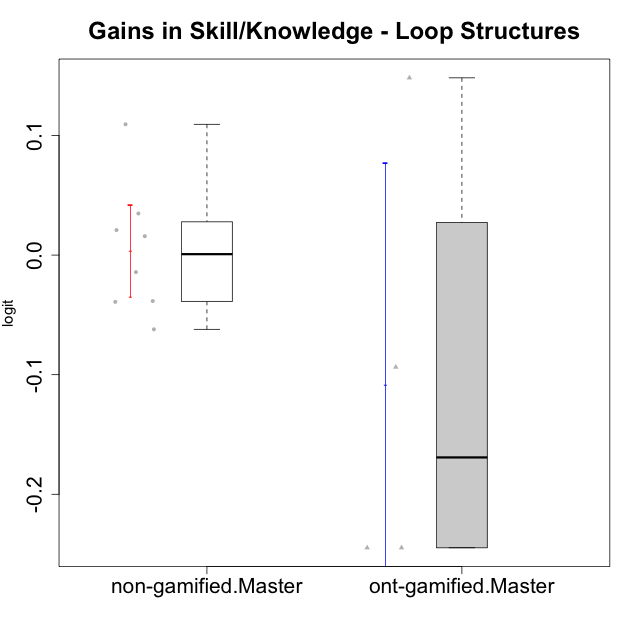 Gains in Skill/Knowledge - Loop Structures
0.1
0.0
-0.1
-0.2
logit
non-gamified.Master
ont-gamified.Master